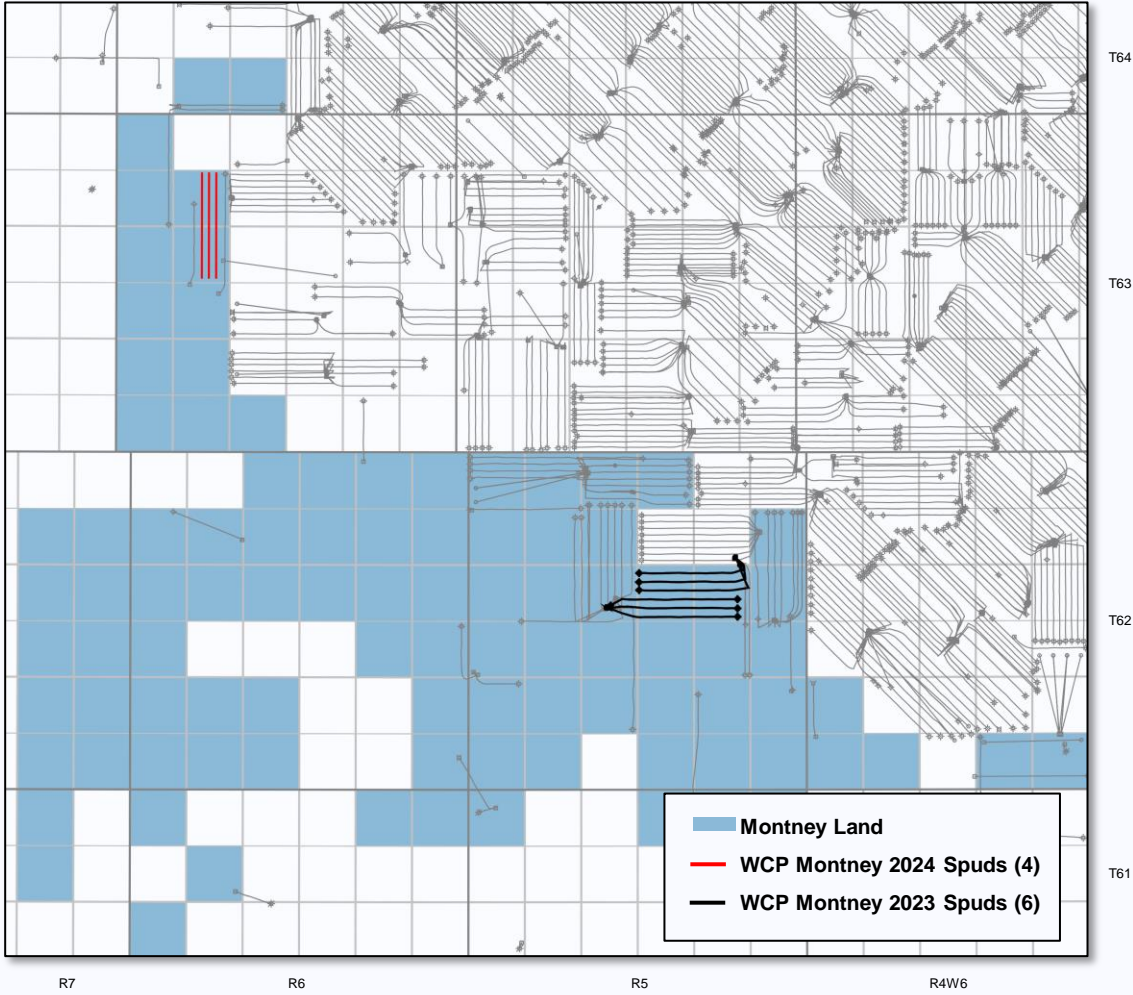 T64
T63
T62
Montney Land
WCP Montney 2024 Spuds (4)
WCP Montney 2023 Spuds (6)
T61
R7 R6 R5 R4W6